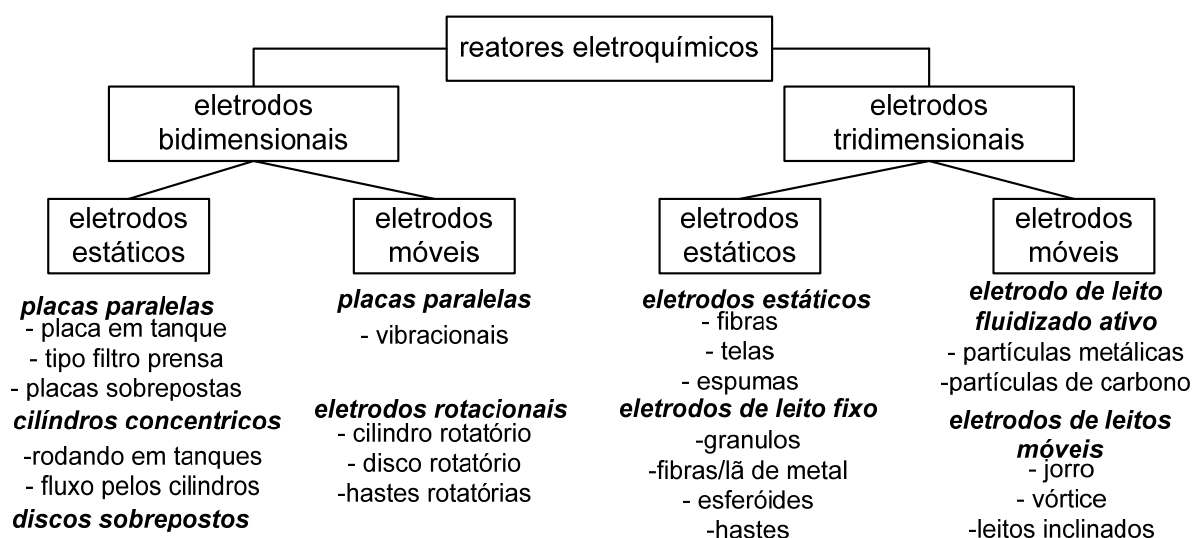 reatores eletroquímicos
eletrodos
bidimensionais
eletrodos
tridimensionais
eletrodos
estáticos
eletrodos
móveis
eletrodos
estáticos
eletrodos
móveis
placas paralelas
- placa em tanque
- tipo filtro prensa
- placas sobrepostas
cilíndros concentricos
-rodando em tanques
- fluxo pelos cilindros
discos sobrepostos
placas paralelas
- vibracionais
eletrodos rotacionais
- cilindro rotatório
- disco rotatório
-hastes rotatórias
eletrodos estáticos
- fibras
- telas
- espumas
eletrodos de leito fixo
-granulos
-fibras/lã de metal
- esferóides
-hastes
eletrodo de leito
fluidizado ativo
- partículas metálicas
-partículas de carbono
eletrodos de leitos
móveis
- jorro
- vórtice
-leitos inclinados